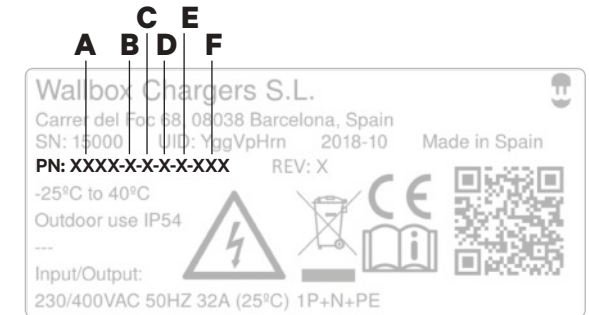 A B C D E F
Wallbox Chargers S.L.
Carrer del Foc 68, 08038 Barcelona, Spain
SN: 15000 UID: YggVpHrn 2018-10 Made in Spain
PN: XXXX-X-X-X-X-XXX REV: X
-25ºC to 40ºC
Outdoor use IP54
---
Input/Output:
230/400VAC 50HZ 32A (25ºC) 1P+N+PE
CE
i